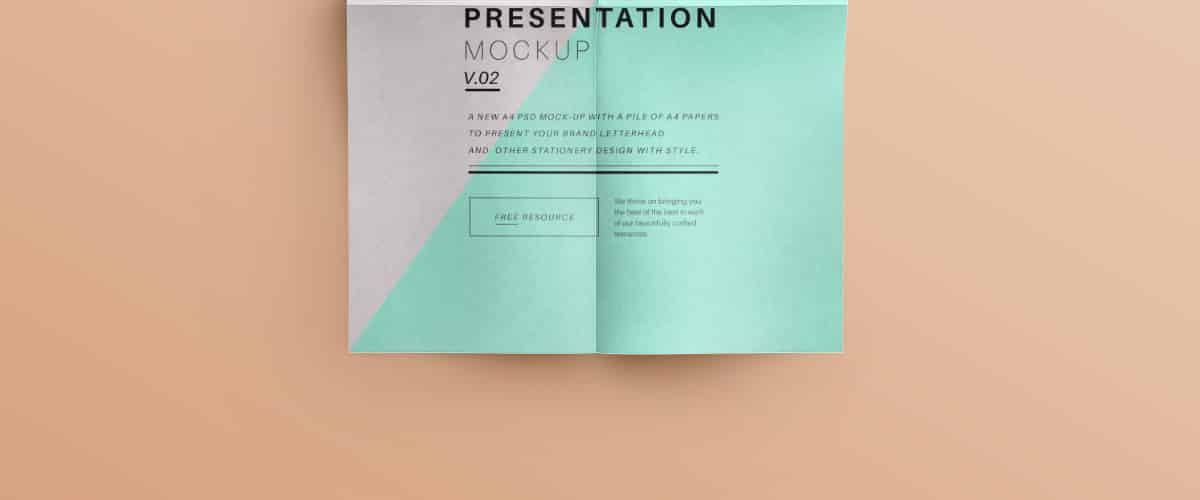 PRESENTATION
MOCKUP
V.02
A NEW A4 PSD MOCK-UP WITH A PILE OF A4 PAPERS
TO PRESENT YOUR BRAND LETTERHEAD
AND OTHER STATIONERY DESIGN WITH STYLE.
FREE RESOURCE
We thrive on bringing you
the best of the best in each
of our beautifully crafted
resources.